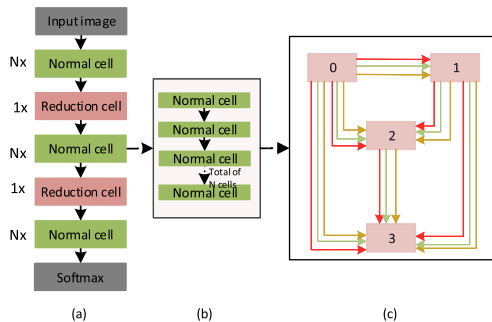 Input image
Nx
Normal cell
1x
Reduction cell
Nx
Normal cell
1x
Reduction cell
Nx
Normal cell
Softmax
(a)
Normal cell
Normal cell
Normal cell
Total of
N cells
Normal cell
(b)
0
1
2
3
(c)